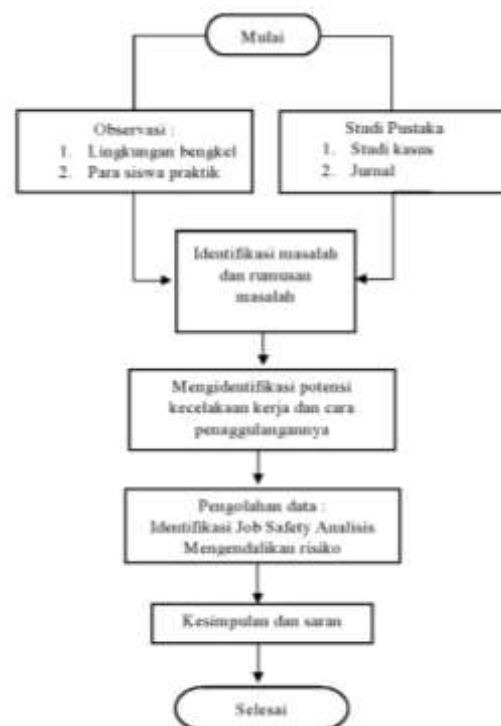 Mulai
Observasi :
1. Lingkungan bengkel
2. Para siswa praktik
Studi Pustaka
1. Studi kasus
2. Jurnal
Identifikasi masalah
dan rumusan
masalah
Mengidentifikasi potensi
kecelakaan kerja dan cara
penaggulangannya
Pengolahan data :
Identifikasi Job Safety Analisis
Mengendalikan risiko
Kesimpulan dan saran
Selesai